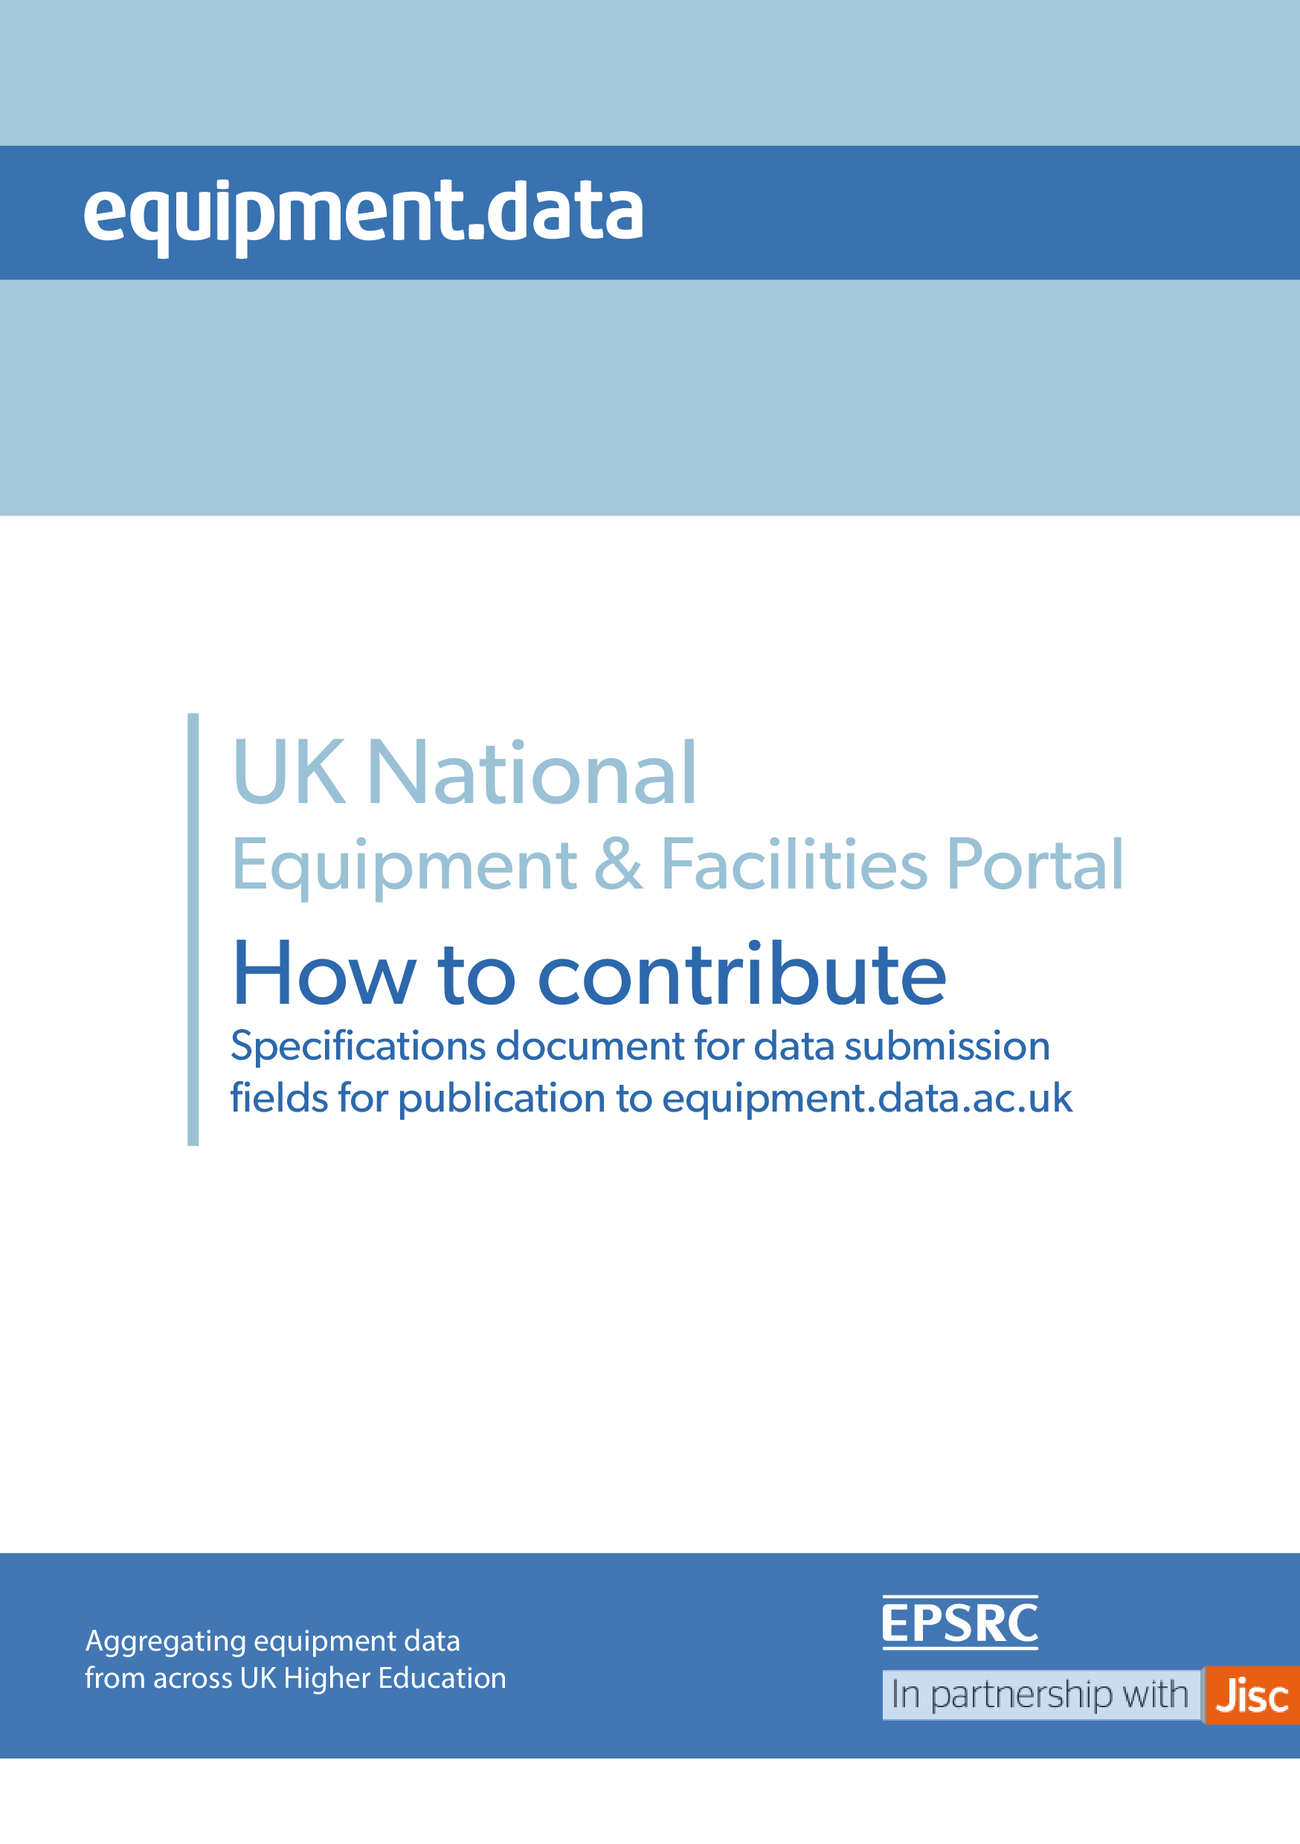 equipment.data
UK National
Equipment & Facilities Portal
How to contribute
Specifications document for data submission
fields for publication to equipment.data.ac.uk
Aggregating equipment data
from across UK Higher Education
EPSRC
In partnership with Jisc